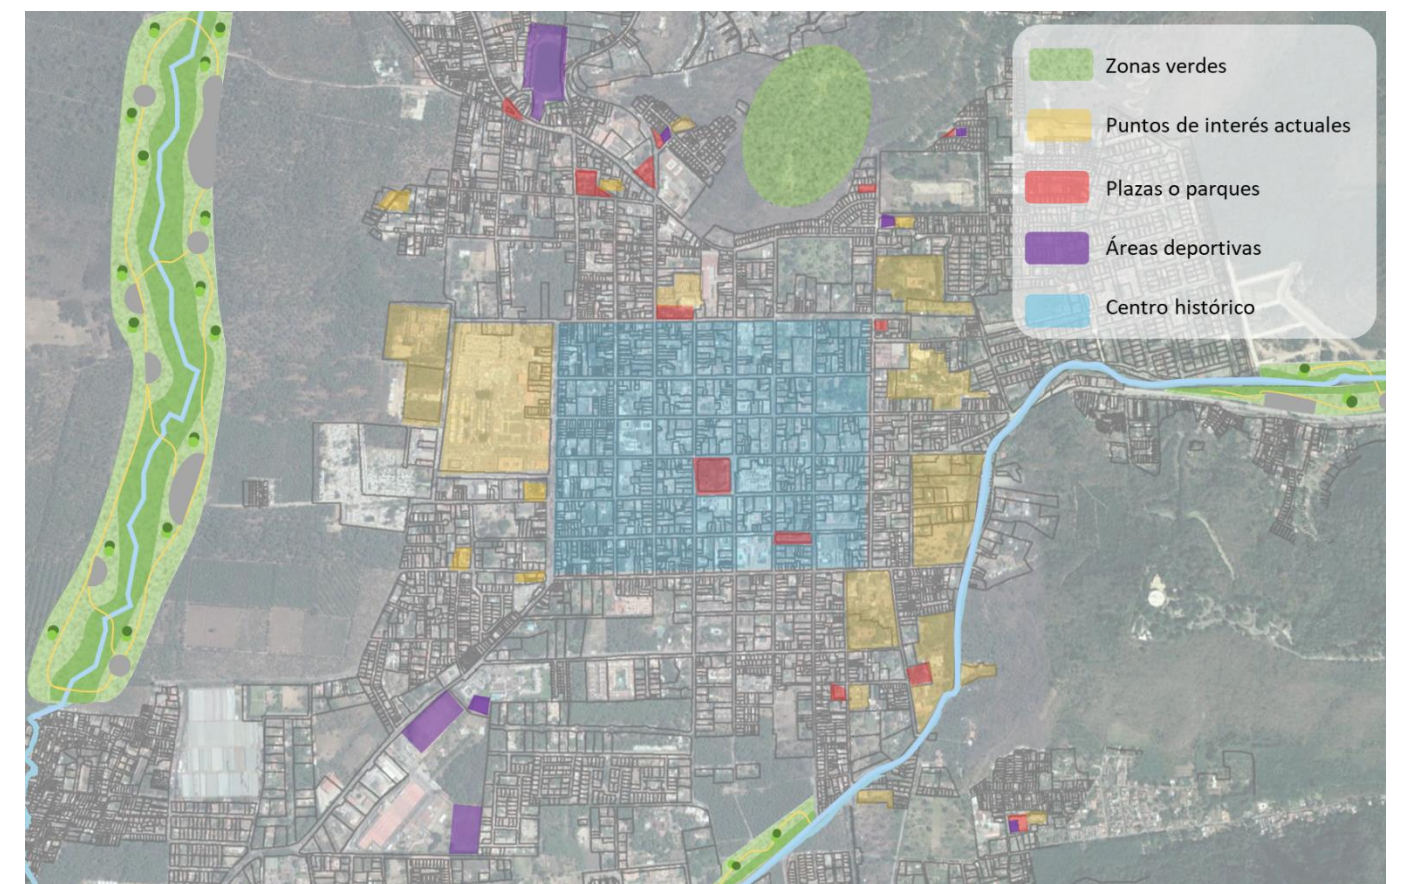 Zonas verdes
Puntos de interés actuales
Plazas o parques
Áreas deportivas
Centro histórico